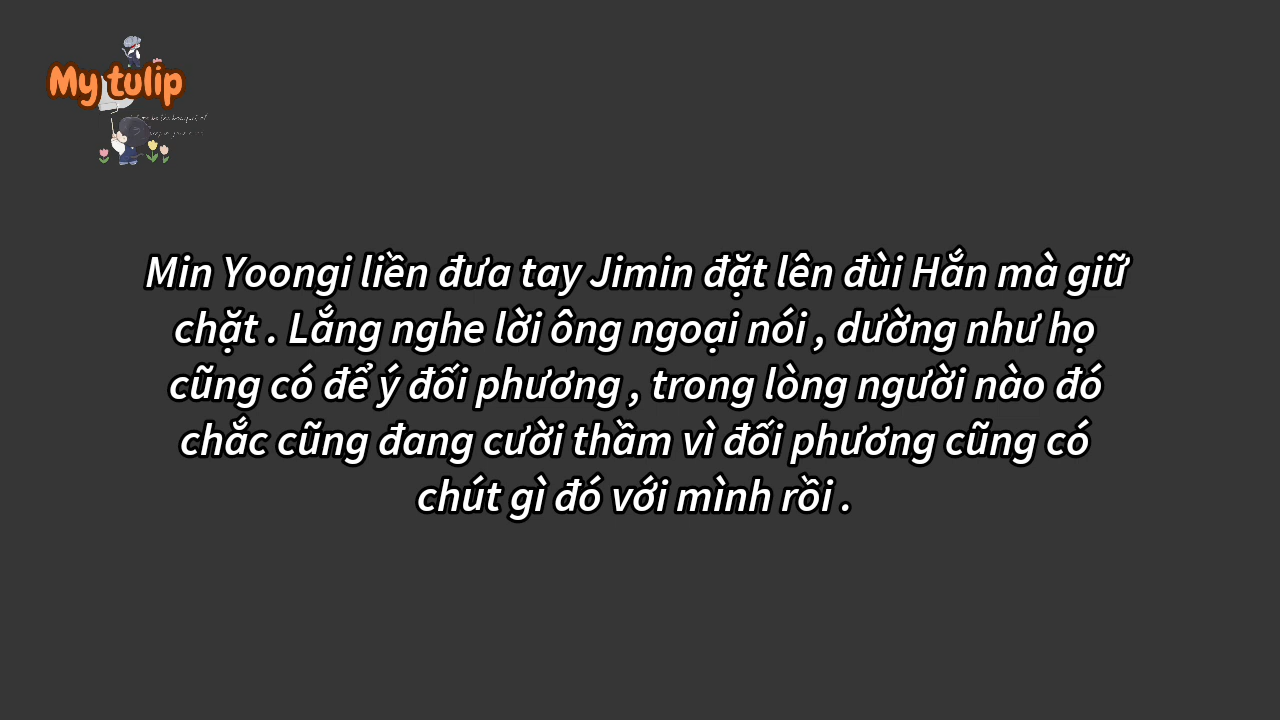 My tulip
Min Yoongi liền đưa tay Jimin đặt lên đùi Hắn mà giữ
chặt . Lắng nghe lời ông ngoại nói , dường như họ
cũng có để ý đối phương , trong lòng người nào đó
chắc cũng đang cười thầm vì đối phương cũng có
chút gì đó với mình rồi .